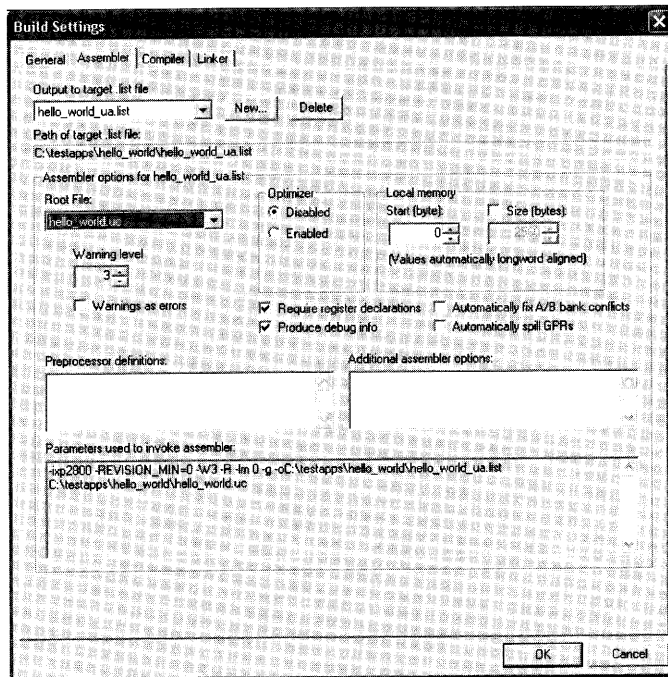 Build Settings
General Assembler Compiler Linker
Output to target .list file
hello_world_ua.list New... Delete
Path of target .list file:
C:\testapps\hello_world\hello_world_ua.list
Assembler options for hello_world_ua.list:
Root File: Optimizer Local memory
hello_world.uc Disabled Start (byte): Size (bytes):
Enabled 0
Warning level (Values automatically longword aligned)
3
Warnings as errors Require register declarations Automatically fix A/B bank conflicts
Produce debug info Automatically spill GPRs
Preprocessor definitions: Additional assembler options:
Parameters used to invoke assembler:
-ixp2800 -REVISION_MIN=0 -W3 -R -lm 0 -g -oC:\testapps\hello_world\hello_world_ua.list
C:\testapps\hello_world\hello_world.uc
OK Cancel